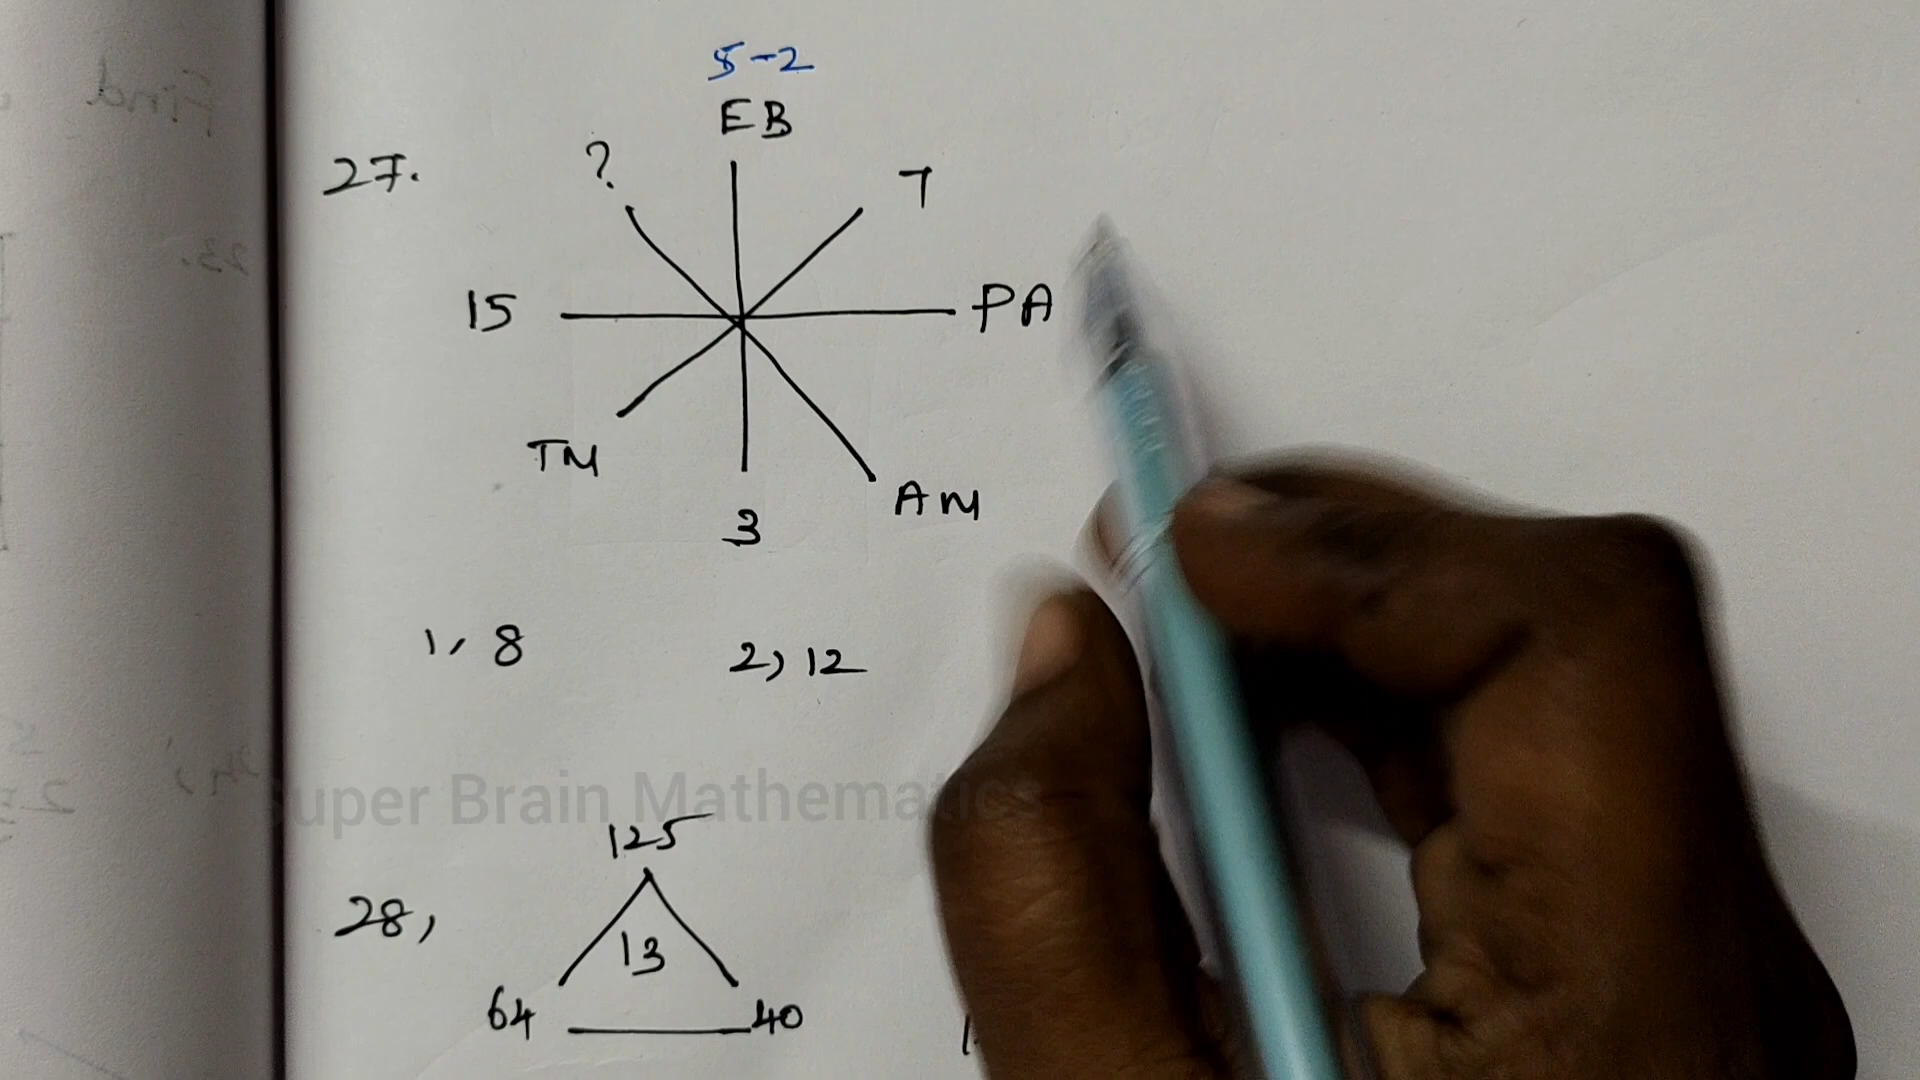 5-2
EB
27.
?
7
15
PA
TM
AM
3
1, 8
2) 12
Super Brain Mathematics
125
28,
13
64
40